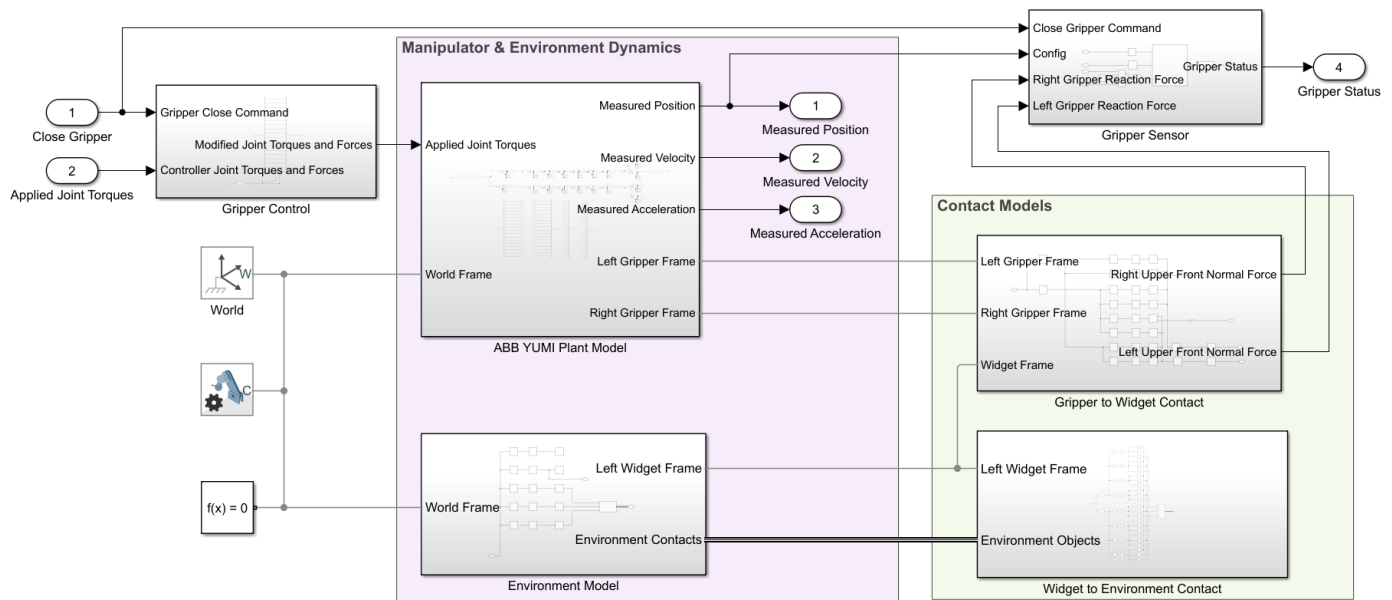 Manipulator & Environment Dynamics
Close Gripper Command
Config
Right Gripper Reaction Force
Left Gripper Reaction Force
Gripper Status
Gripper Sensor
4
Gripper Status
1
Close Gripper
2
Applied Joint Torques
Gripper Close Command
Modified Joint Torques and Forces
Controller Joint Torques and Forces
Gripper Control
Applied Joint Torques
World Frame
Measured Position
Measured Velocity
Measured Acceleration
Left Gripper Frame
Right Gripper Frame
ABB YUMI Plant Model
1
Measured Position
2
Measured Velocity
3
Measured Acceleration
Contact Models
Left Gripper Frame
Right Gripper Frame
Widget Frame
Right Upper Front Normal Force
Left Upper Front Normal Force
Gripper to Widget Contact
W
World
C
f(x) = 0
World Frame
Left Widget Frame
Environment Contacts
Environment Model
Left Widget Frame
Environment Objects
Widget to Environment Contact